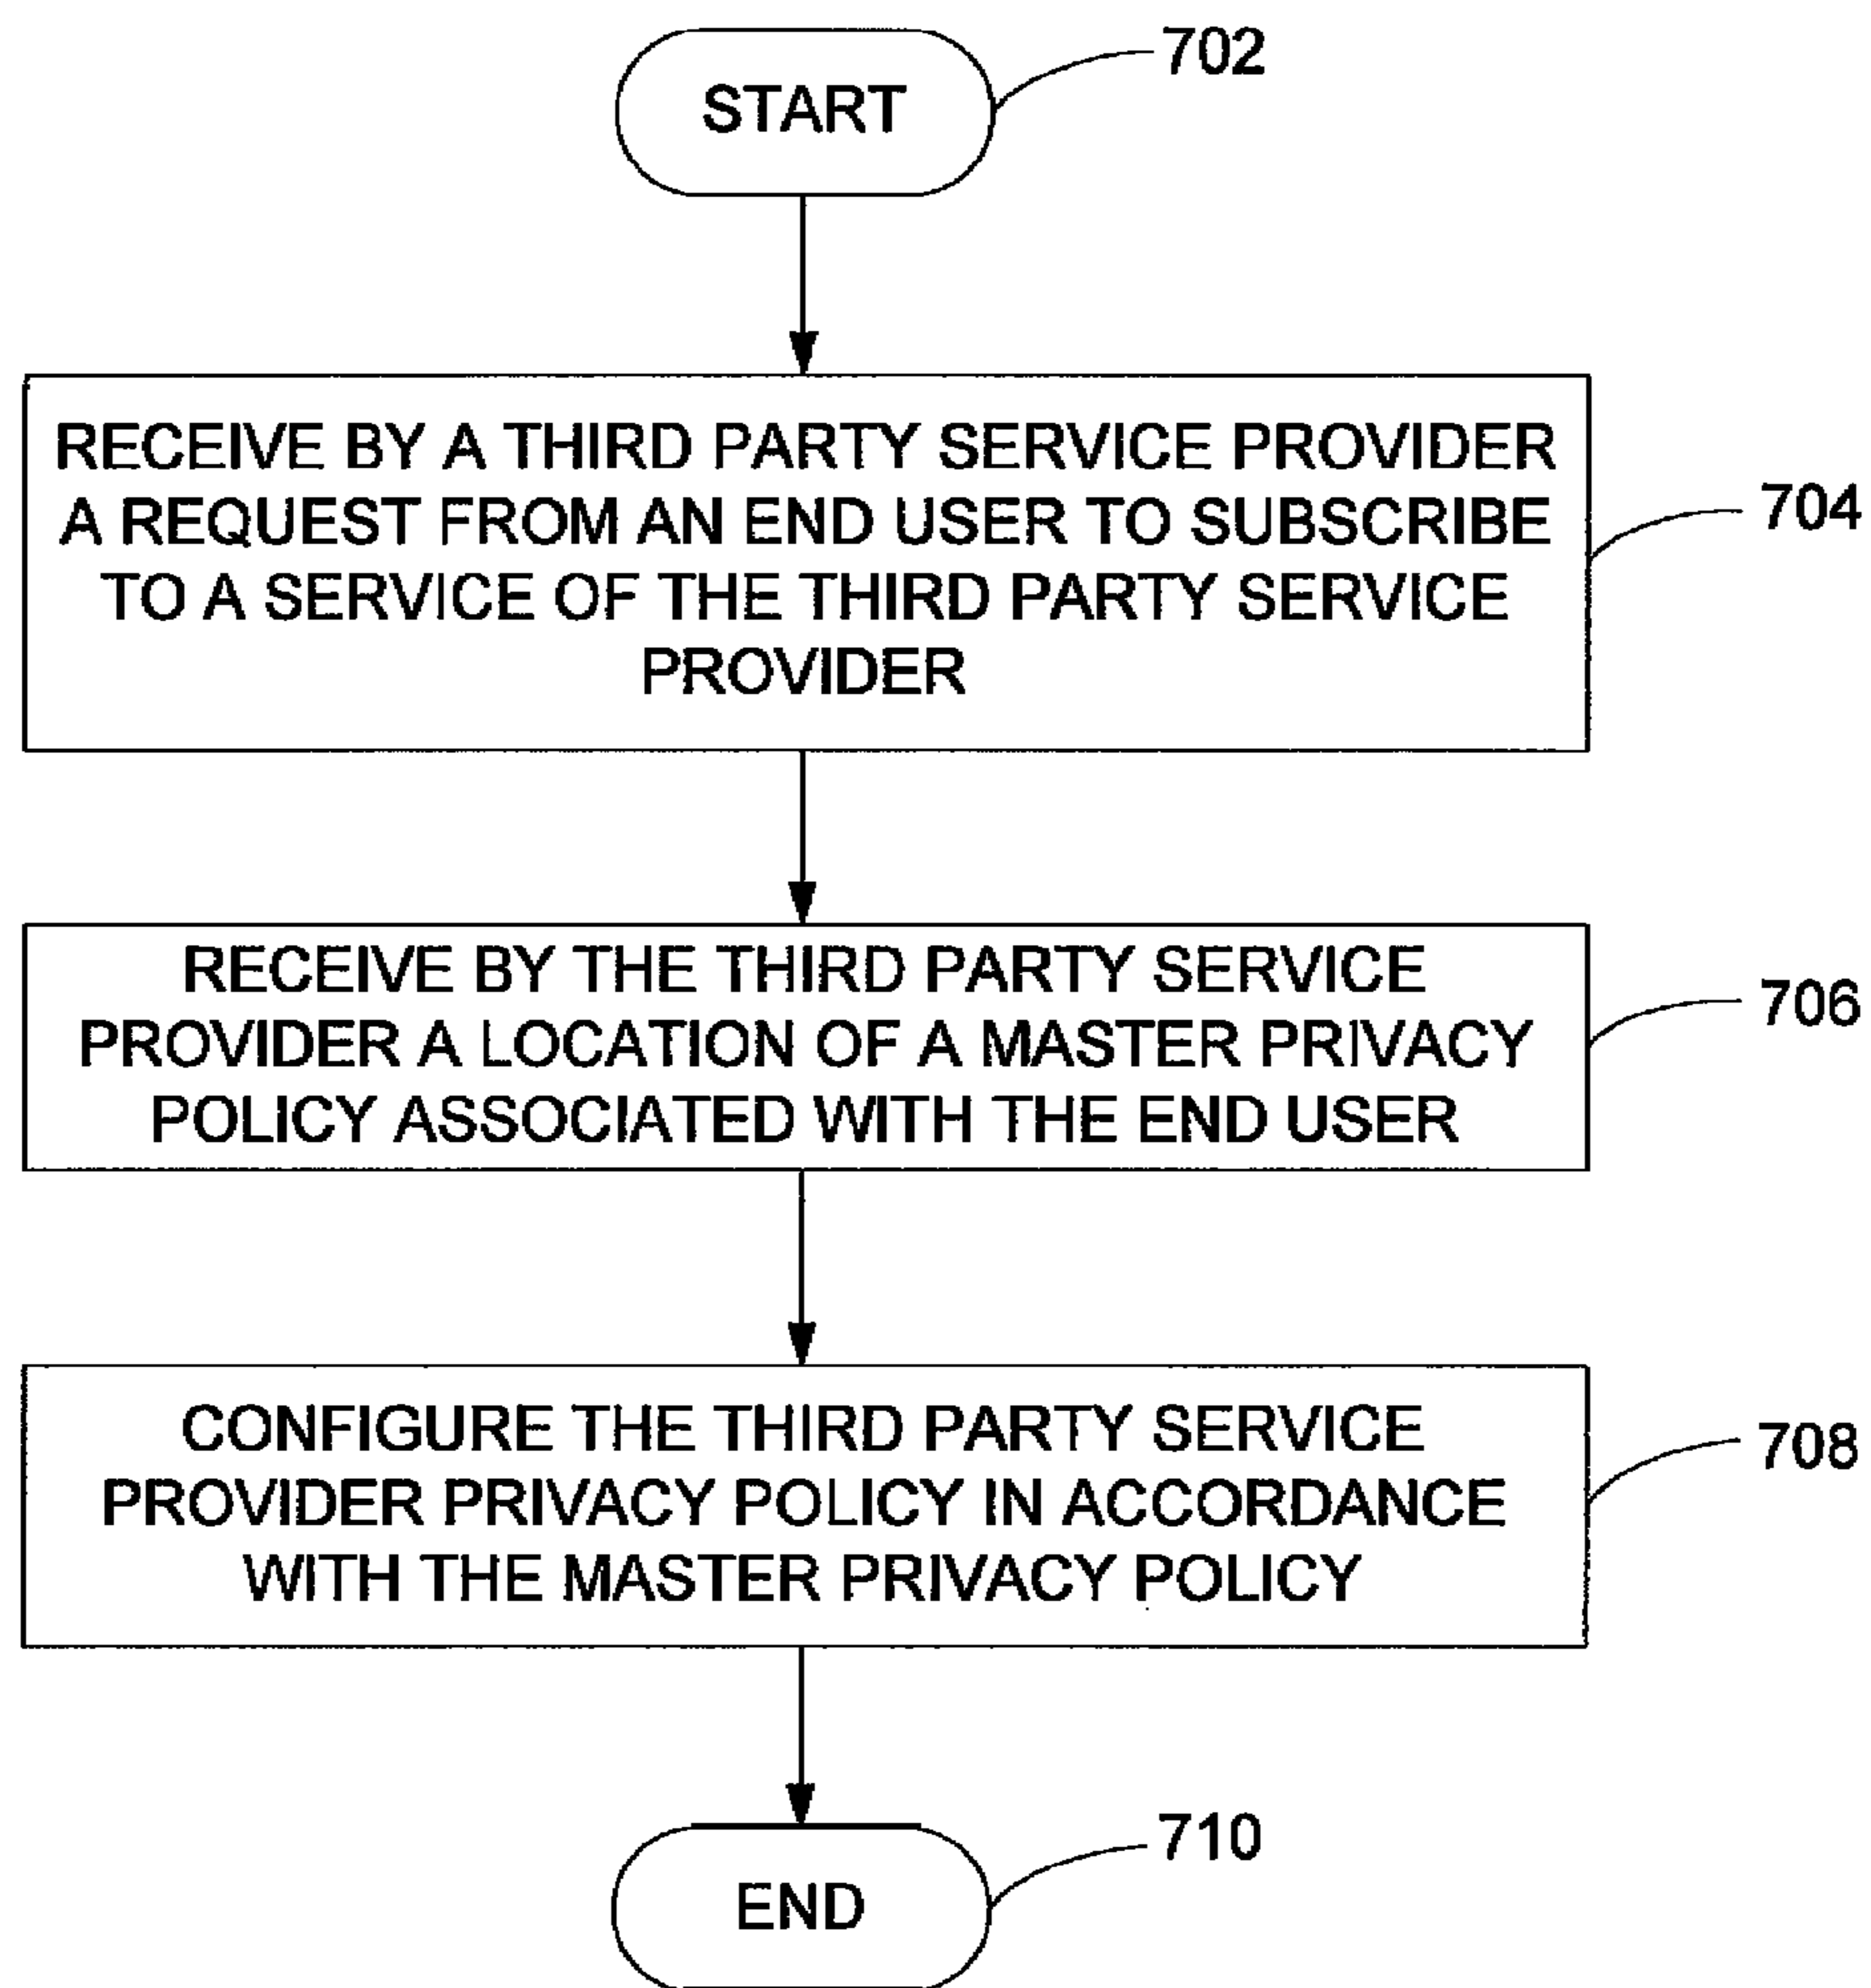 START
702
RECEIVE BY A THIRD PARTY SERVICE PROVIDER
A REQUEST FROM AN END USER TO SUBSCRIBE
TO A SERVICE OF THE THIRD PARTY SERVICE
PROVIDER
704
RECEIVE BY THE THIRD PARTY SERVICE
PROVIDER A LOCATION OF A MASTER PRIVACY
POLICY ASSOCIATED WITH THE END USER
706
CONFIGURE THE THIRD PARTY SERVICE
PROVIDER PRIVACY POLICY IN ACCORDANCE
WITH THE MASTER PRIVACY POLICY
708
END
710